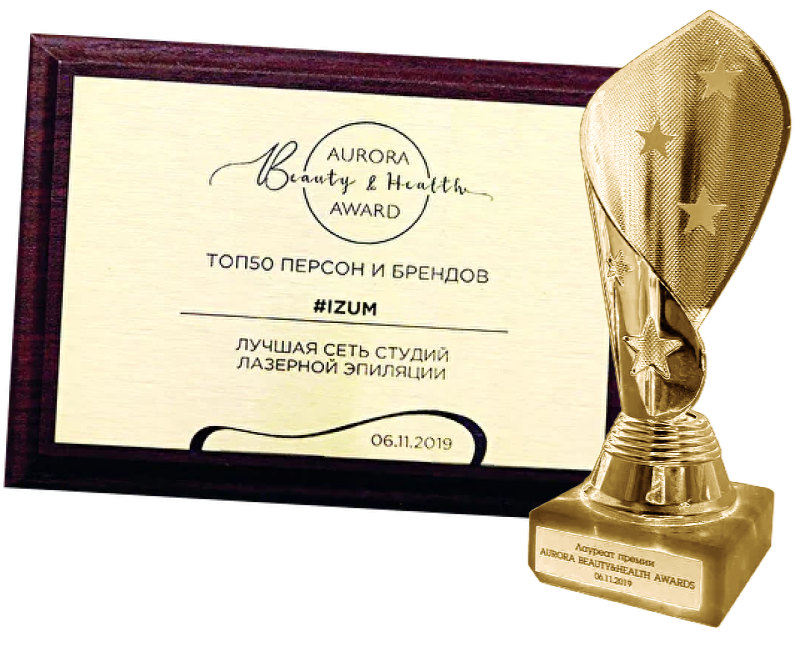 AURORA
Beauty & Health
AWARD
ТОП50 ПЕРСОН И БРЕНДОВ
#IZUM
ЛУЧШАЯ СЕТЬ СТУДИЙ
ЛАЗЕРНОЙ ЭПИЛЯЦИИ
06.11.2019
Лауреат премии
AURORA BEAUTY&HEALTH AWARDS
06.11.2019